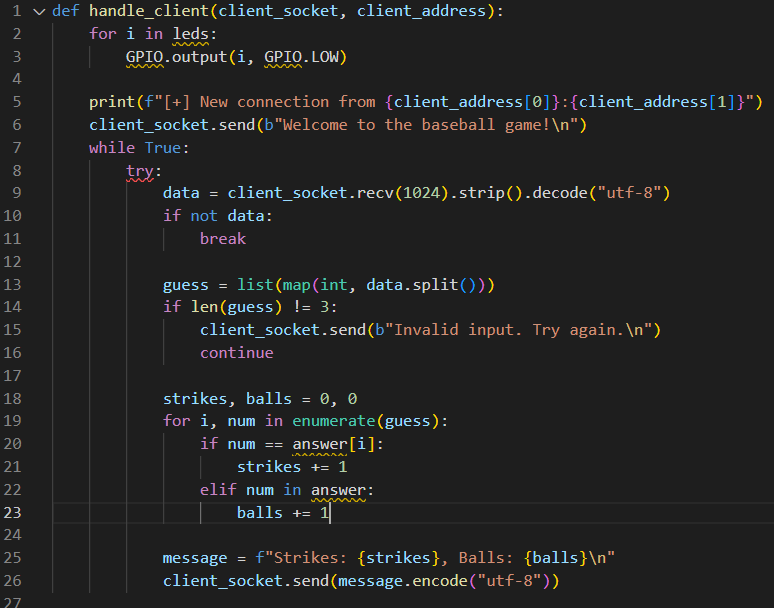 1 def handle_client(client_socket, client_address):
2     for i in leds:
3         GPIO.output(i, GPIO.LOW)
4
5     print(f"[+] New connection from {client_address[0]}:{client_address[1]}")
6     client_socket.send(b"Welcome to the baseball game!\n")
7     while True:
8         try:
9             data = client_socket.recv(1024).strip().decode("utf-8")
10             if not data:
11                 break
12
13             guess = list(map(int, data.split()))
14             if len(guess) != 3:
15                 client_socket.send(b"Invalid input. Try again.\n")
16                 continue
17
18             strikes, balls = 0, 0
19             for i, num in enumerate(guess):
20                 if num == answer[i]:
21                     strikes += 1
22                 elif num in answer:
23                     balls += 1
24
25             message = f"Strikes: {strikes}, Balls: {balls}\n"
26             client_socket.send(message.encode("utf-8"))
27